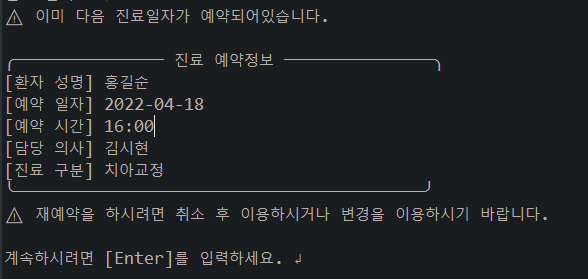 ⚠ 이미 다음 진료일자가 예약되어있습니다.
진료 예약정보
[환자 성명] 홍길순
[예약 일자] 2022-04-18
[예약 시간] 16:00
[담당 의사] 김시현
[진료 구분] 치아교정
⚠ 재예약을 하시려면 취소 후 이용하시거나 변경을 이용하시기 바랍니다.
계속하시려면 [Enter]를 입력하세요. ↲